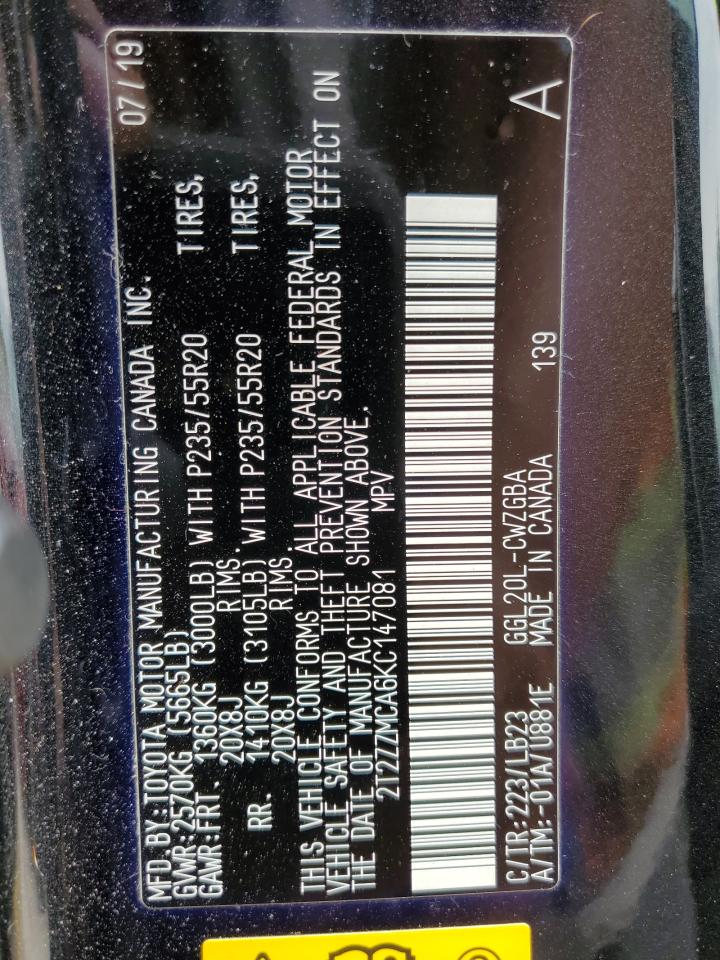 MFD.BY:TOYOTA MOTOR MANUFACTURING CANADA INC. 07/19
GVWR:2570KG (5665LB)
GAWR:FRT. 1360KG (3000LB) WITH P235/55R20 TIRES,
20X8J RIMS.
RR. 1410KG (3105LB) WITH P235/55R20 TIRES,
20X8J RIMS.
THIS VEHICLE CONFORMS TO ALL APPLICABLE FEDERAL MOTOR
VEHICLE SAFETY AND THEFT PREVENTION STANDARDS IN EFFECT ON
THE DATE OF MANUFACTURE SHOWN ABOVE.
2T2ZZMCA6KC147081 MPV
C/TR:223/LB23 GGL20L-CWZGBA A
A/TM:-01A/U881E MADE IN CANADA 139